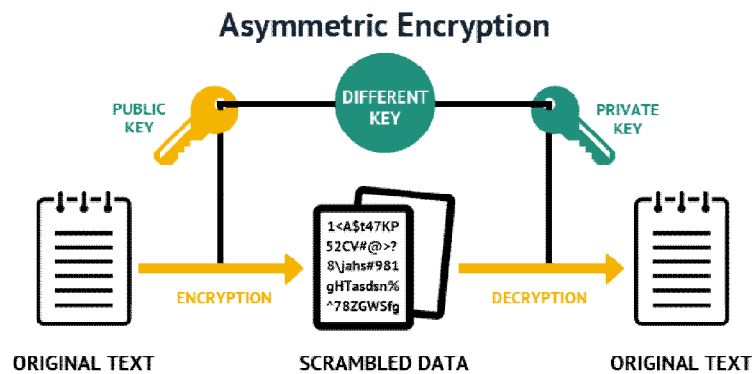 Asymmetric Encryption
PUBLIC
KEY
DIFFERENT
KEY
PRIVATE
KEY
1<A$t47KP
52CV#@>?
8\jahs#981
gHTasdsn%
^78ZGWSfg
ENCRYPTION
DECRYPTION
ORIGINAL TEXT
SCRAMBLED DATA
ORIGINAL TEXT